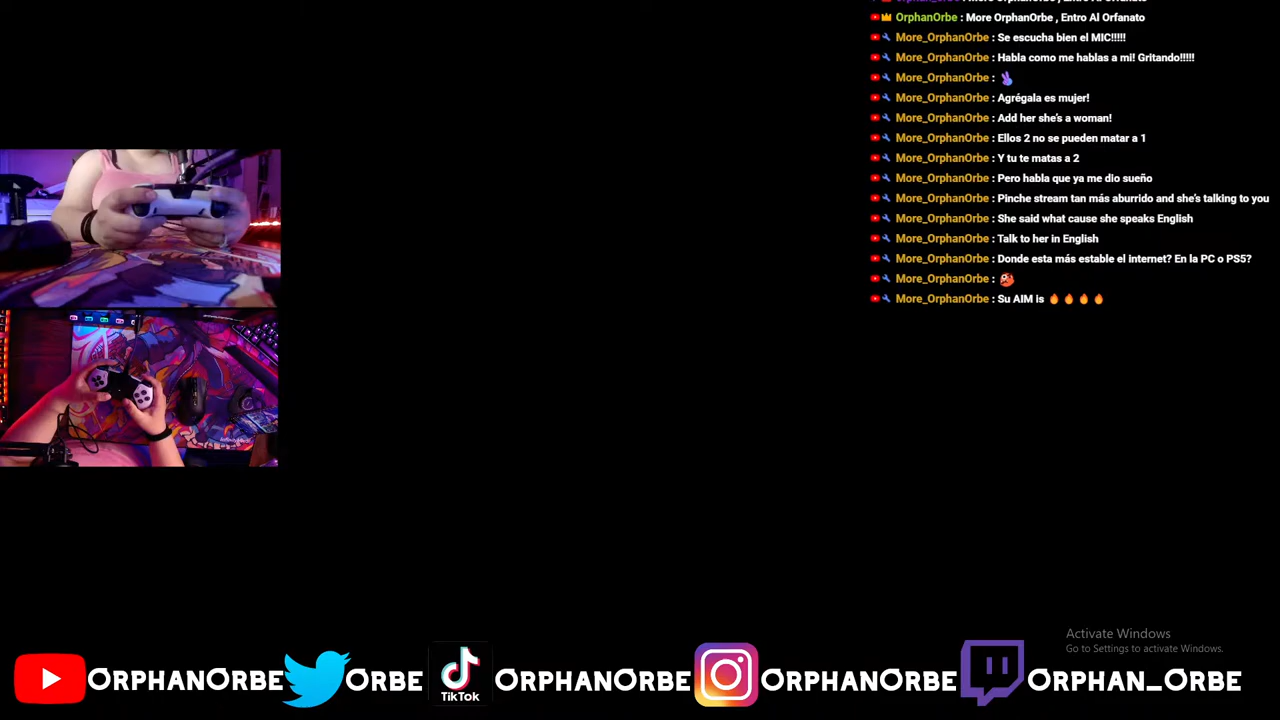 OrphanOrbe : More OrphanOrbe , Entro Al Orfanato
More_OrphanOrbe : Se escucha bien el MIC!!!!!
More_OrphanOrbe : Habla como me hablas a mi! Gritando!!!!!
More_OrphanOrbe :
More_OrphanOrbe : Agrégala es mujer!
More_OrphanOrbe : Add her she's a woman!
More_OrphanOrbe : Ellos 2 no se pueden matar a 1
More_OrphanOrbe : Y tu te matas a 2
More_OrphanOrbe : Pero habla que ya me dio sueño
More_OrphanOrbe : Pinche stream tan más aburrido and she's talking to you
More_OrphanOrbe : She said what cause she speaks English
More_OrphanOrbe : Talk to her in English
More_OrphanOrbe : Donde esta más estable el internet? En la PC o PS5?
More_OrphanOrbe :
More_OrphanOrbe : Su AIM is 🔥 🔥 🔥 🔥
Activate Windows
Go to Settings to activate Windows.
OrphanOrbe
Orbe
TikTok
OrphanOrbe
OrphanOrbe
Orphan_Orbe